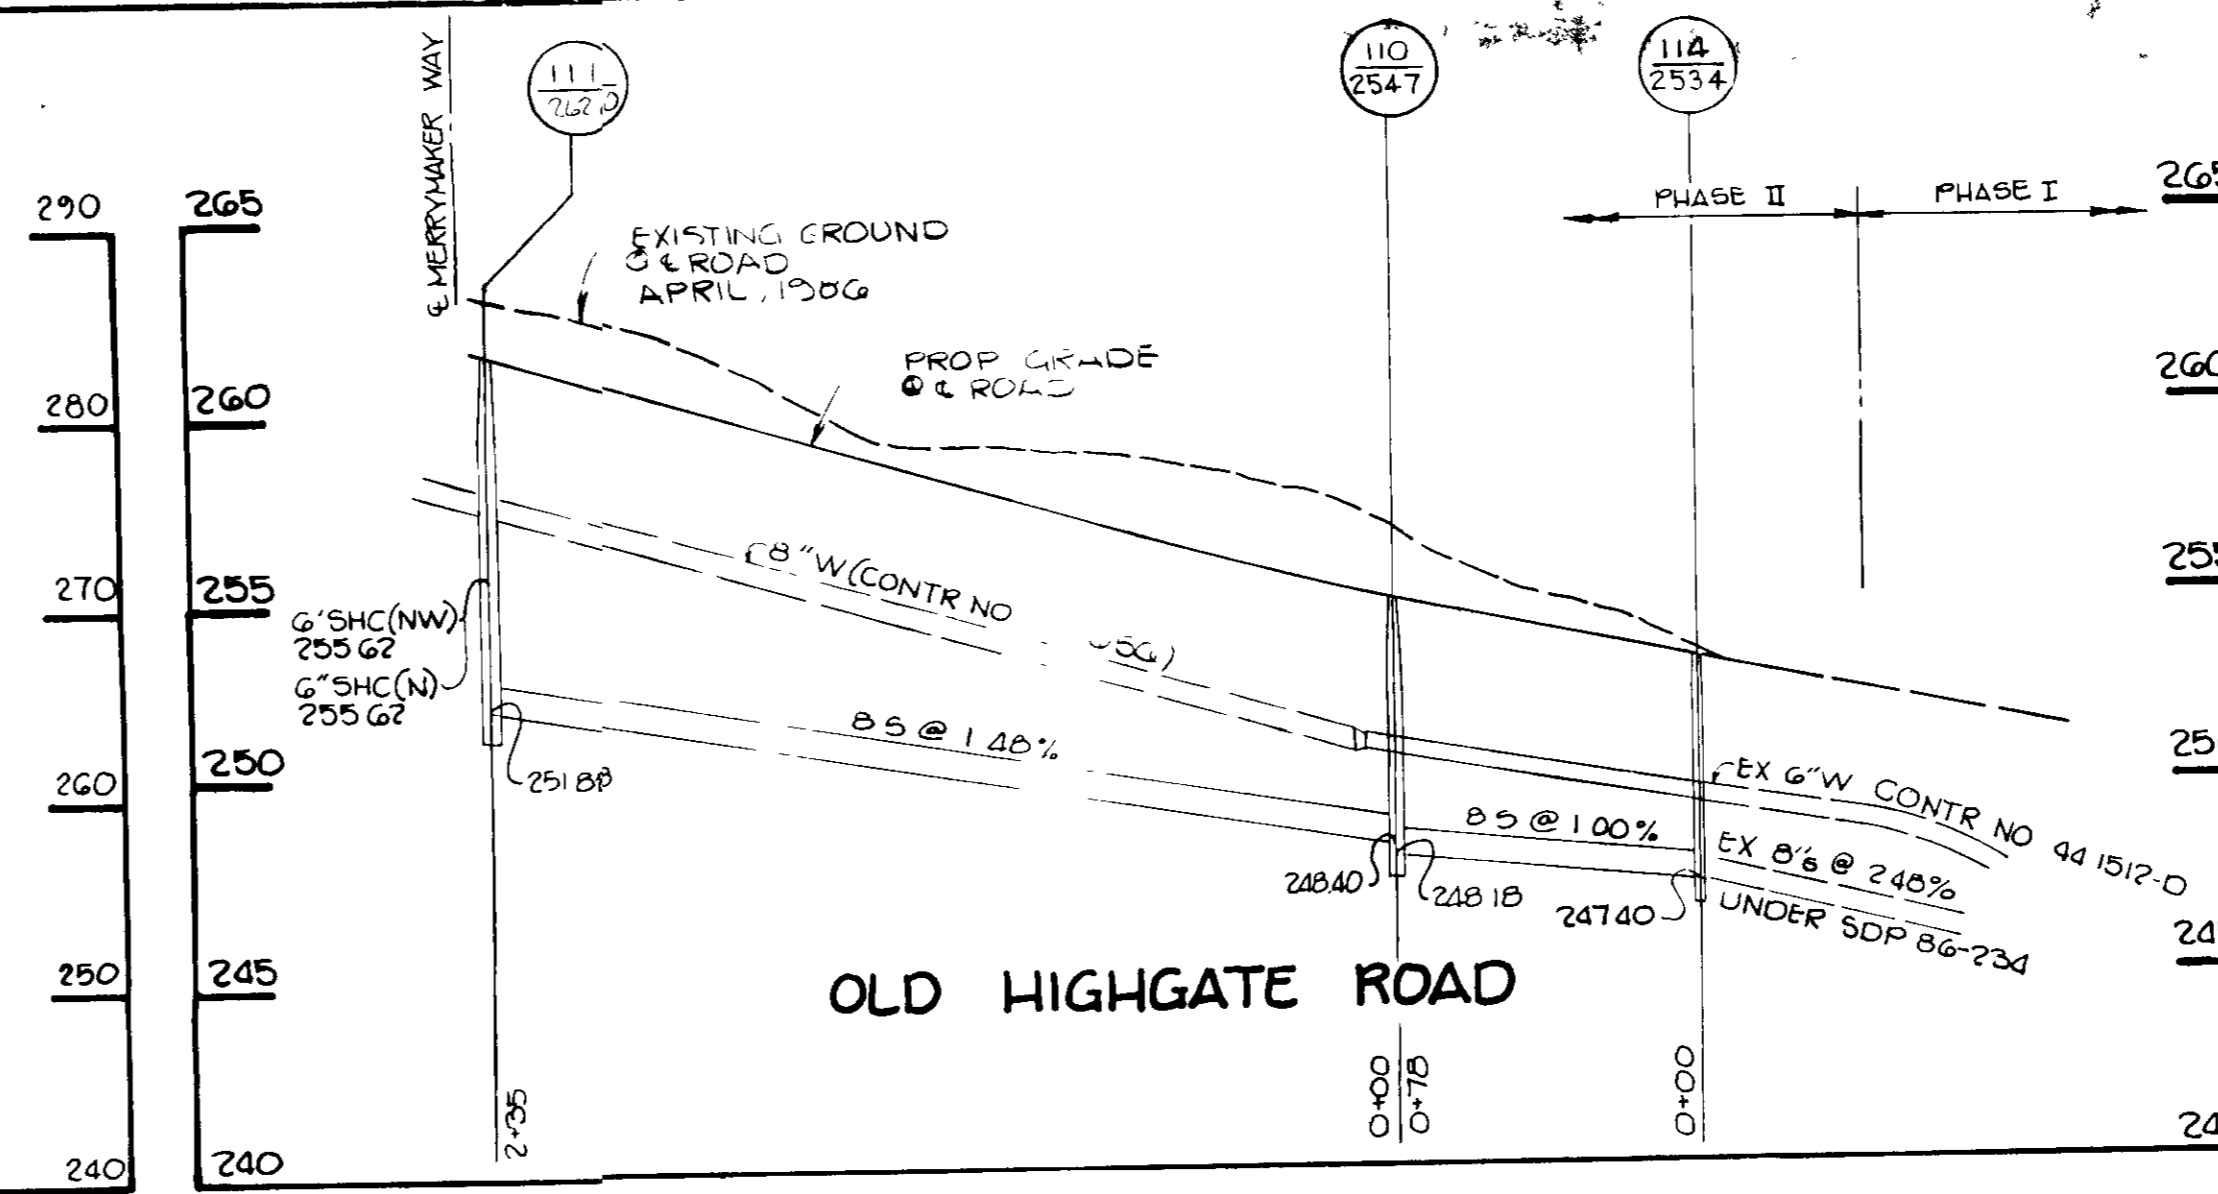 ℄ MERRYMAKER WAY
111
262.0
110
2547
114
2534
PHASE II
PHASE I
290
280
270
260
250
240
265
260
255
250
245
240
EXISTING GROUND
@ ℄ ROAD
APRIL, 1986
PROP GRADE
@ ℄ ROAD
8"W (CONTR NO
6'SHC(NW)
255 62
6"SHC(N)
255 62
8 S @ 1 48%
251 88
248.40
248 18
8 S @ 1 00%
247 40
EX 6"W CONTR NO 44 1512-D
EX 8"S @ 2 48%
UNDER SDP 86-234
OLD HIGHGATE ROAD
2+35
0+00
0+78
0+00